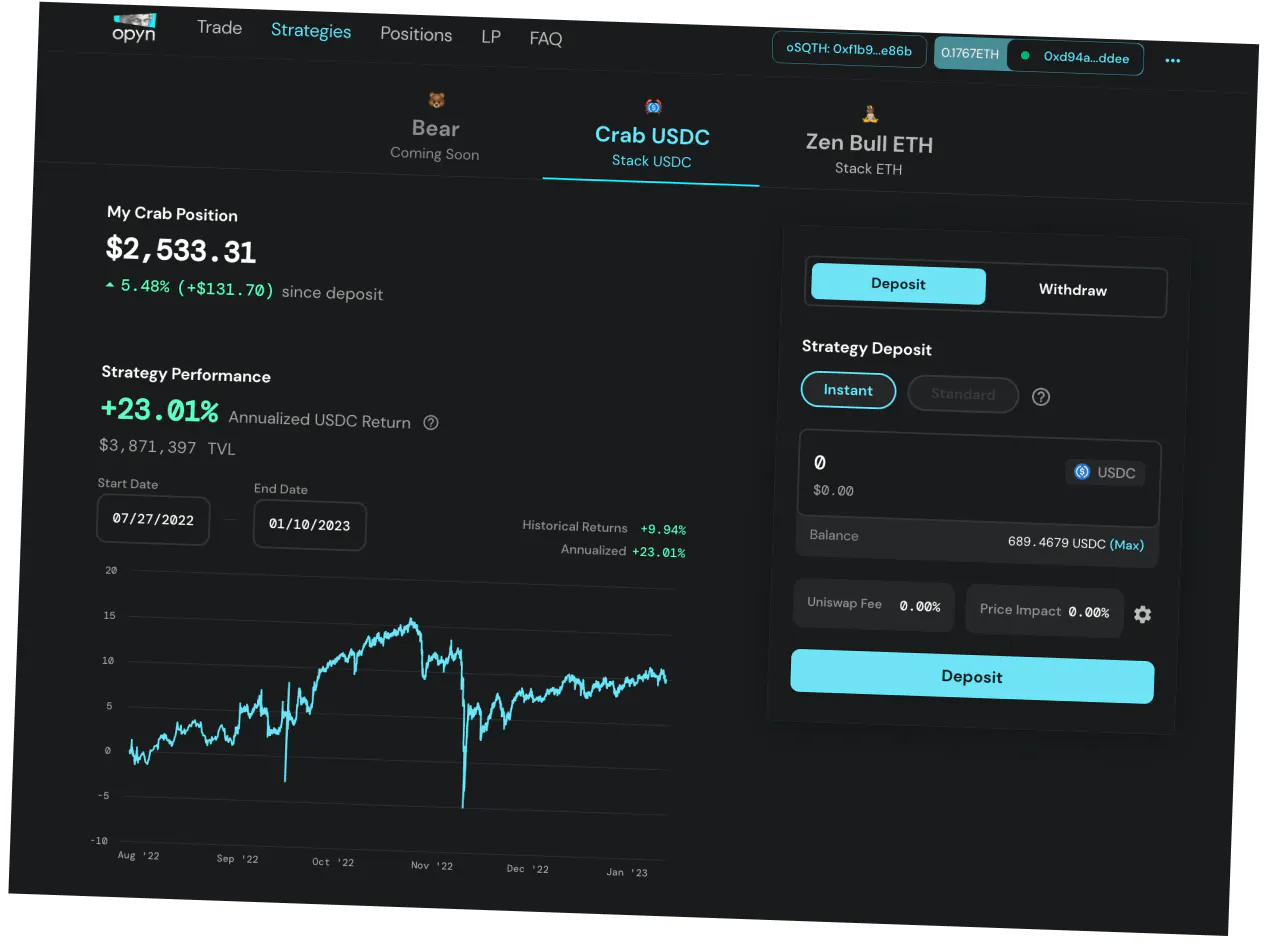 opyn
Trade Strategies Positions LP FAQ
oSQTH: 0xf1b9...e86b
0.1767ETH
0xd94a...ddee
Bear
Coming Soon
Crab USDC
Stack USDC
Zen Bull ETH
Stack ETH
My Crab Position
$2,533.31
5.48% (+$131.70) since deposit
Strategy Performance
+23.01% Annualized USDC Return ?
$3,871,397 TVL
Start Date
07/27/2022
End Date
01/10/2023
Historical Returns +9.94%
Annualized +23.01%
20
15
10
5
0
-5
-10
Aug '22 Sep '22 Oct '22 Nov '22 Dec '22 Jan '23
Deposit Withdraw
Strategy Deposit
Instant Standard ?
0 USDC
$0.00
Balance 689.4679 USDC (Max)
Uniswap Fee 0.00% Price Impact 0.00%
Deposit